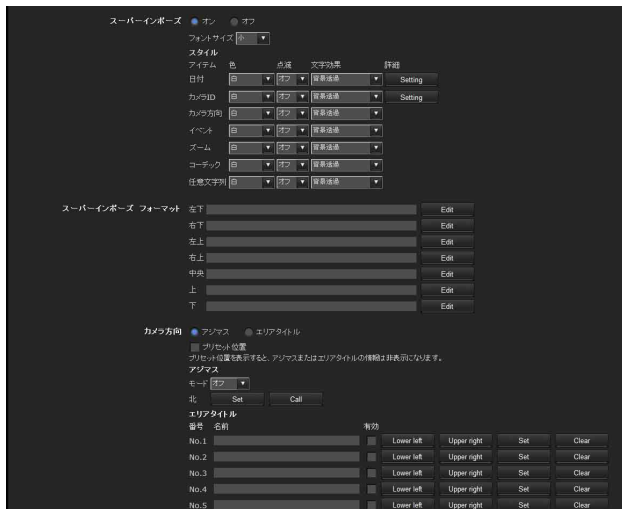 スーパーインポーズ オン オフ
フォントサイズ 小
スタイル
アイテム 色 点滅 文字効果 詳細
日付 白 オフ 背景透過 Setting
カメラID 白 オフ 背景透過 Setting
カメラ方向 白 オフ 背景透過
イベント 白 オフ 背景透過
ズーム 白 オフ 背景透過
コーデック 白 オフ 背景透過
任意文字列 白 オフ 背景透過
スーパーインポーズ フォーマット 左下 Edit
右下 Edit
左上 Edit
右上 Edit
中央 Edit
上 Edit
下 Edit
カメラ方向 アジマス エリアタイトル
プリセット位置
プリセット位置を表示すると、アジマスまたはエリアタイトルの情報は非表示になります。
アジマス
モード オフ
北 Set Call
エリアタイトル
番号 名前 有効
No.1 Lower left Upper right Set Clear
No.2 Lower left Upper right Set Clear
No.3 Lower left Upper right Set Clear
No.4 Lower left Upper right Set Clear
No.5 Lower left Upper right Set Clear